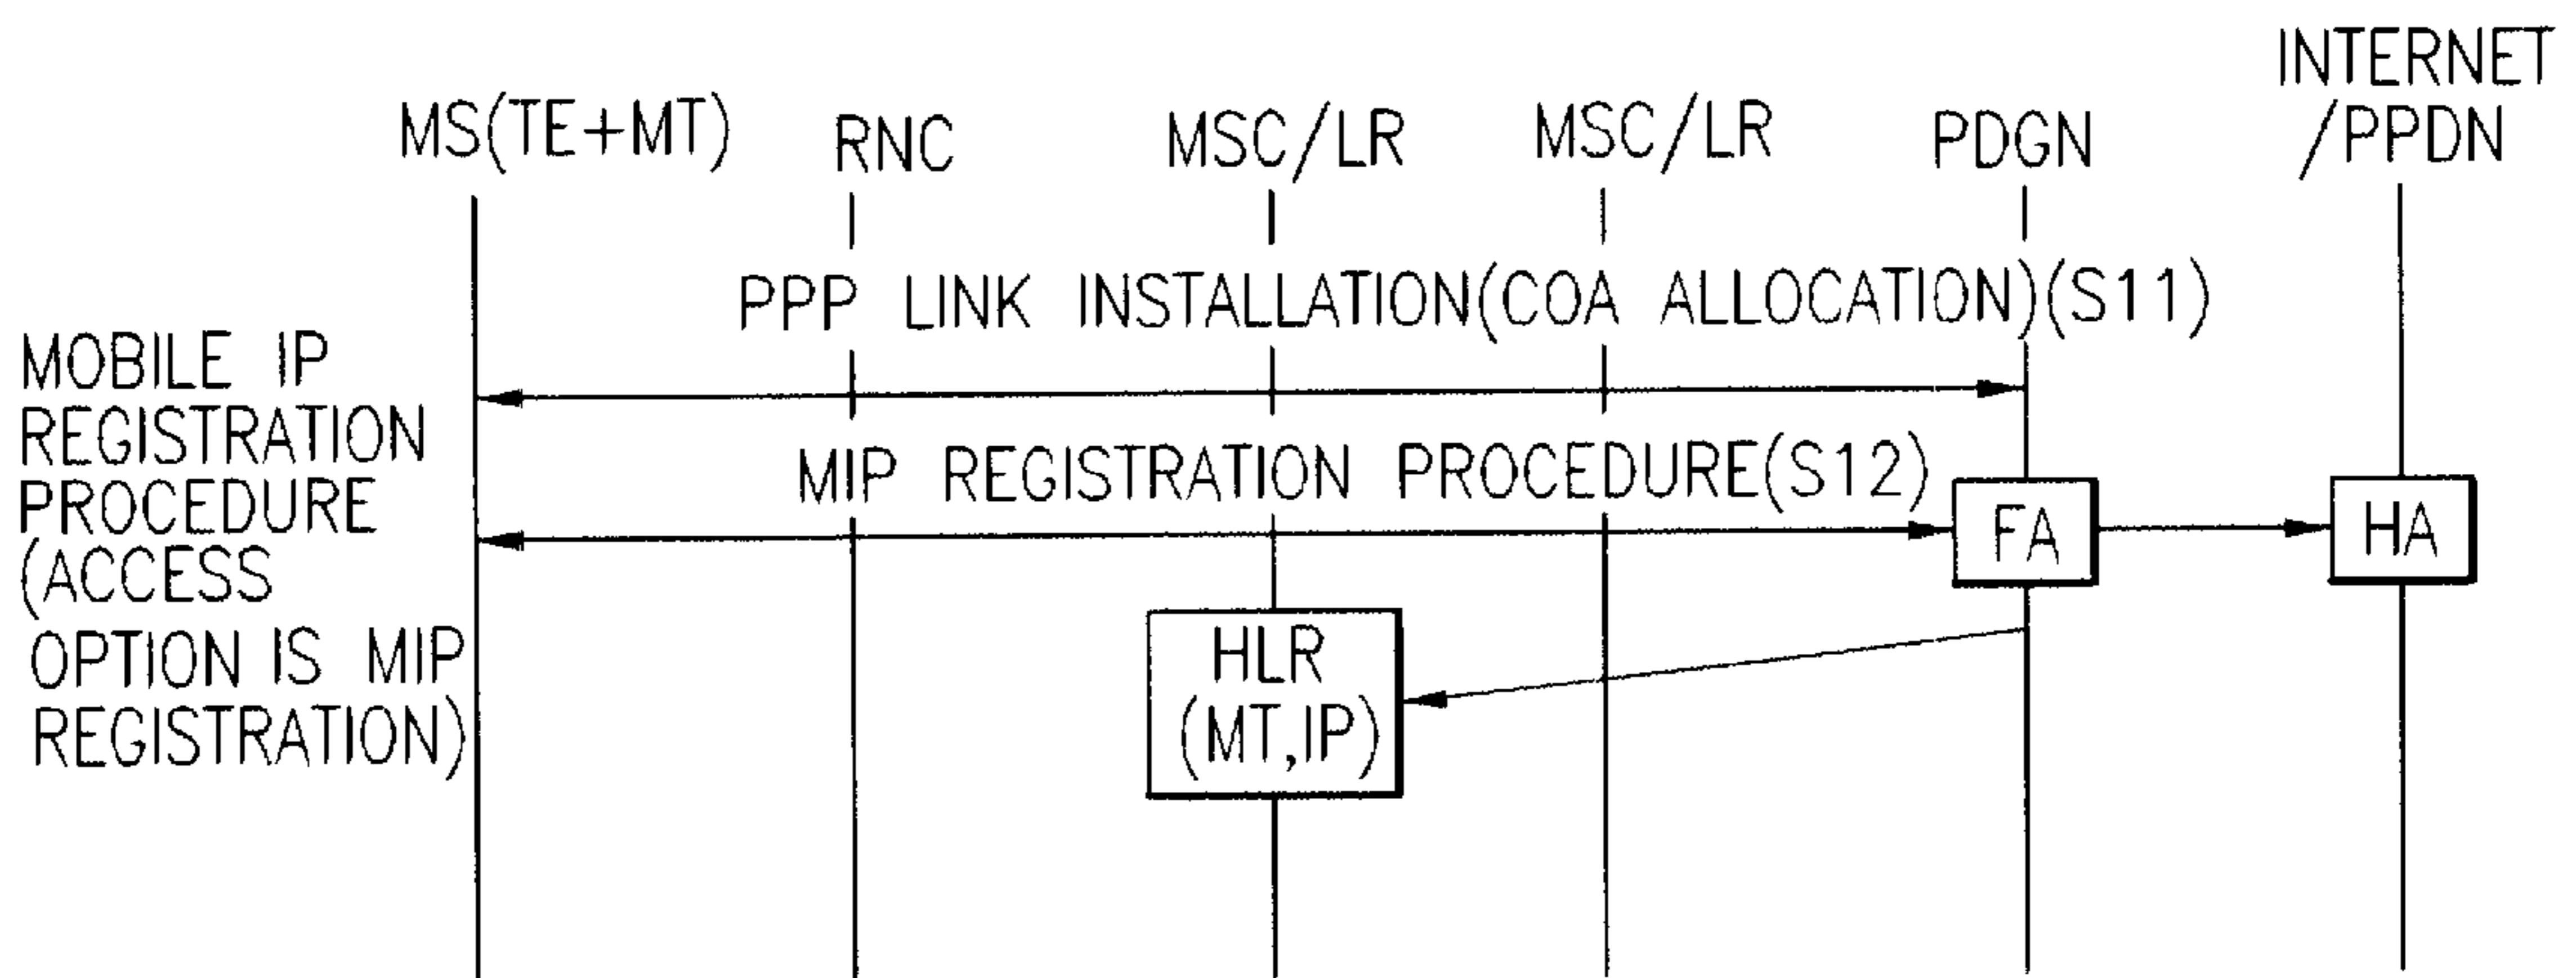 INTERNET
/PPDN
MS(TE+MT)
RNC
MSC/LR
MSC/LR
PDGN
PPP LINK INSTALLATION(COA ALLOCATION)(S11)
MOBILE IP
REGISTRATION
PROCEDURE
(ACCESS
OPTION IS MIP
REGISTRATION)
MIP REGISTRATION PROCEDURE(S12)
FA
HA
HLR
(MT,IP)